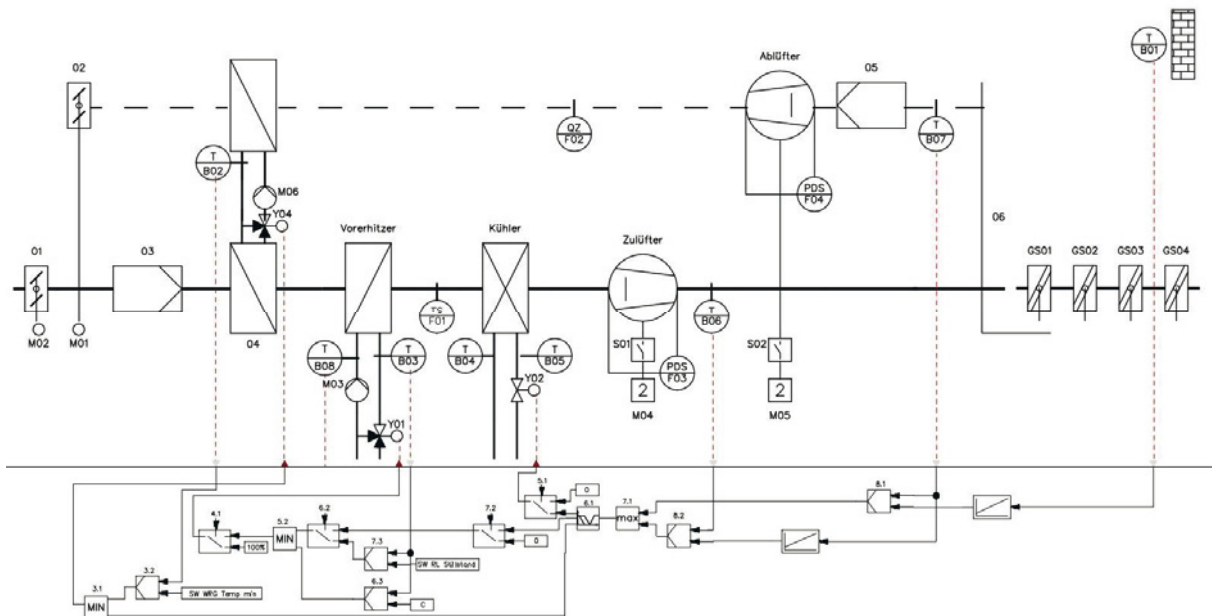 T
B01
Ablüfter
02
05
QZ
F02
T
B07
T
B02
M06
PDS
F04
06
Y04
Vorerhitzer
Kühler
Zulüfter
01
03
GS01
GS02
GS03
GS04
F01
T
B06
M02
M01
04
T
B08
T
B03
T
B04
T
B05
S01
S02
M03
Y02
PDS
F03
2
2
M04
M05
Y01
5.1
0
8.1
6.1
7.1
max
4.1
6.2
7.2
8.2
5.2
MIN
100%
0
7.3
SW RL Stillstand
3.2
6.3
3.1
SW WRG Temp min
MIN